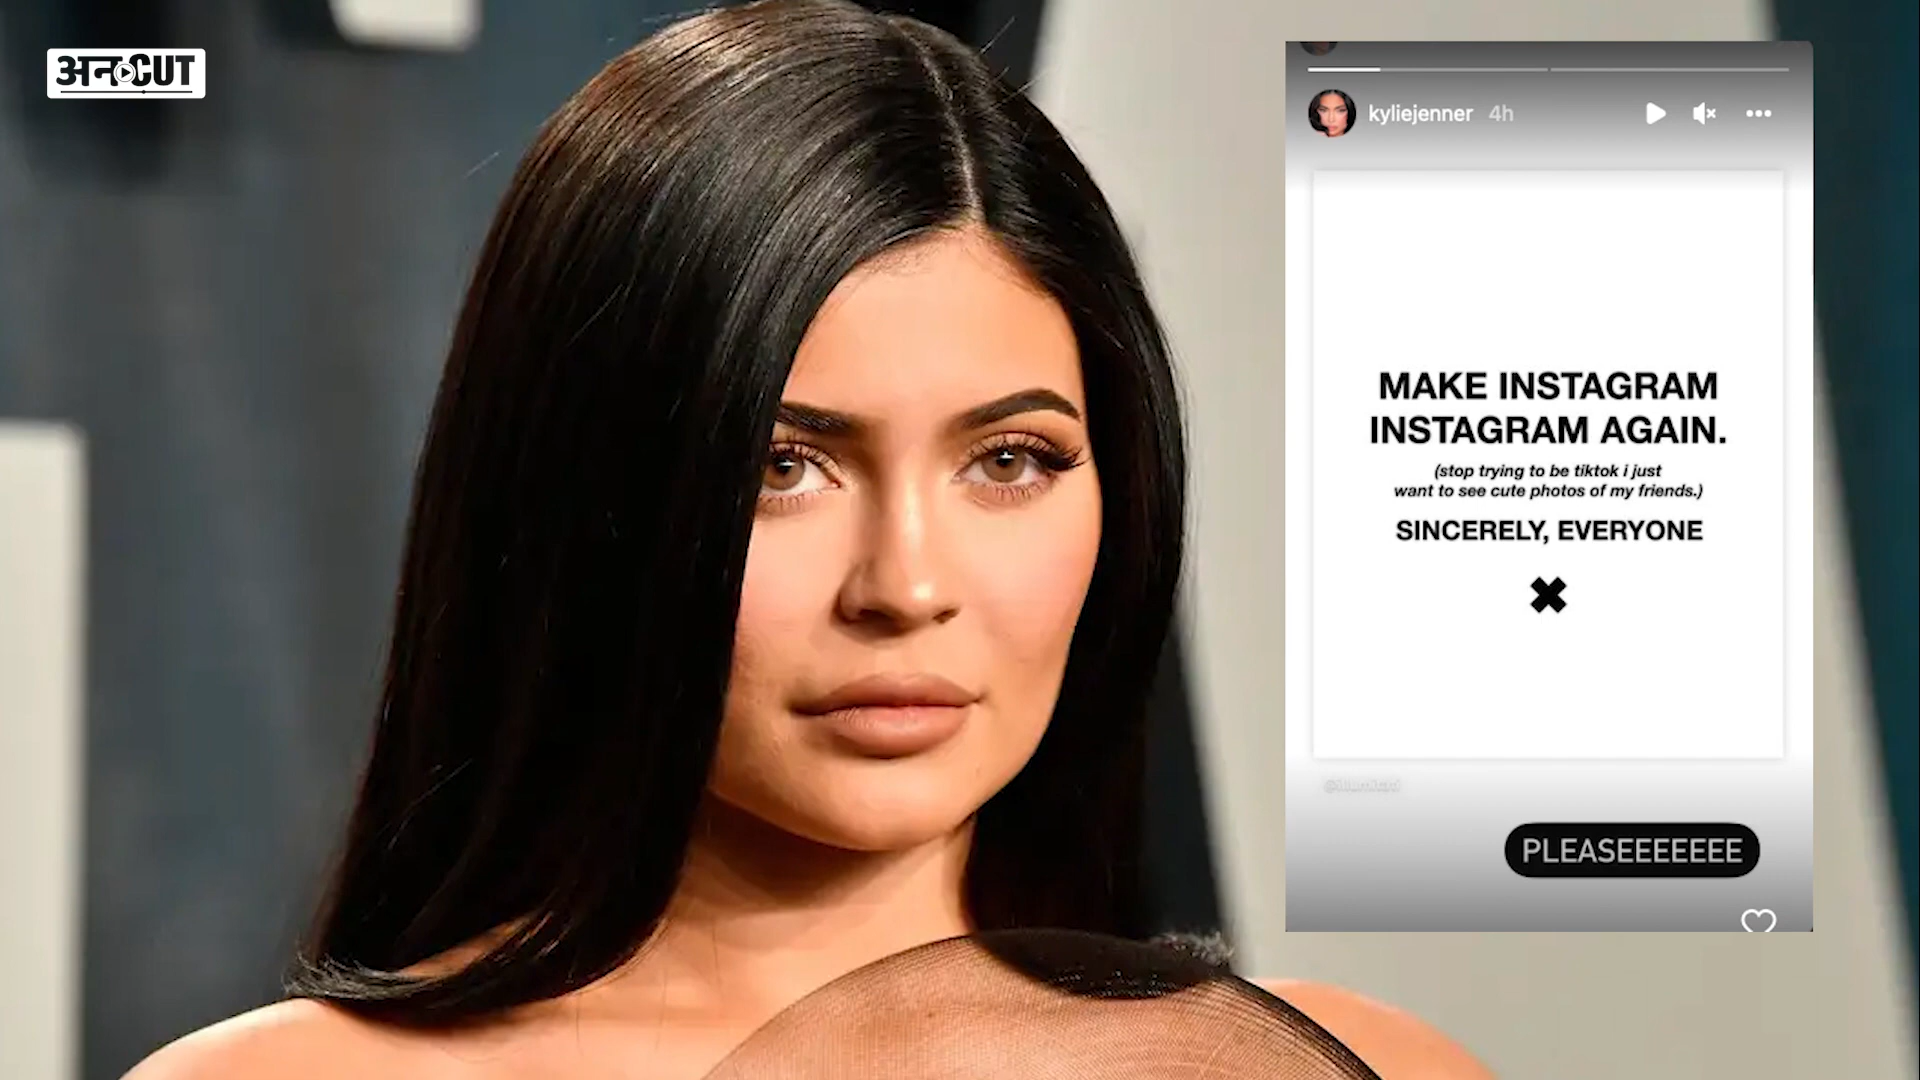 अनCUT
kyliejenner 4h
MAKE INSTAGRAM
INSTAGRAM AGAIN.
(stop trying to be tiktok i just
want to see cute photos of my friends.)
SINCERELY, EVERYONE
PLEASEEEEEEE